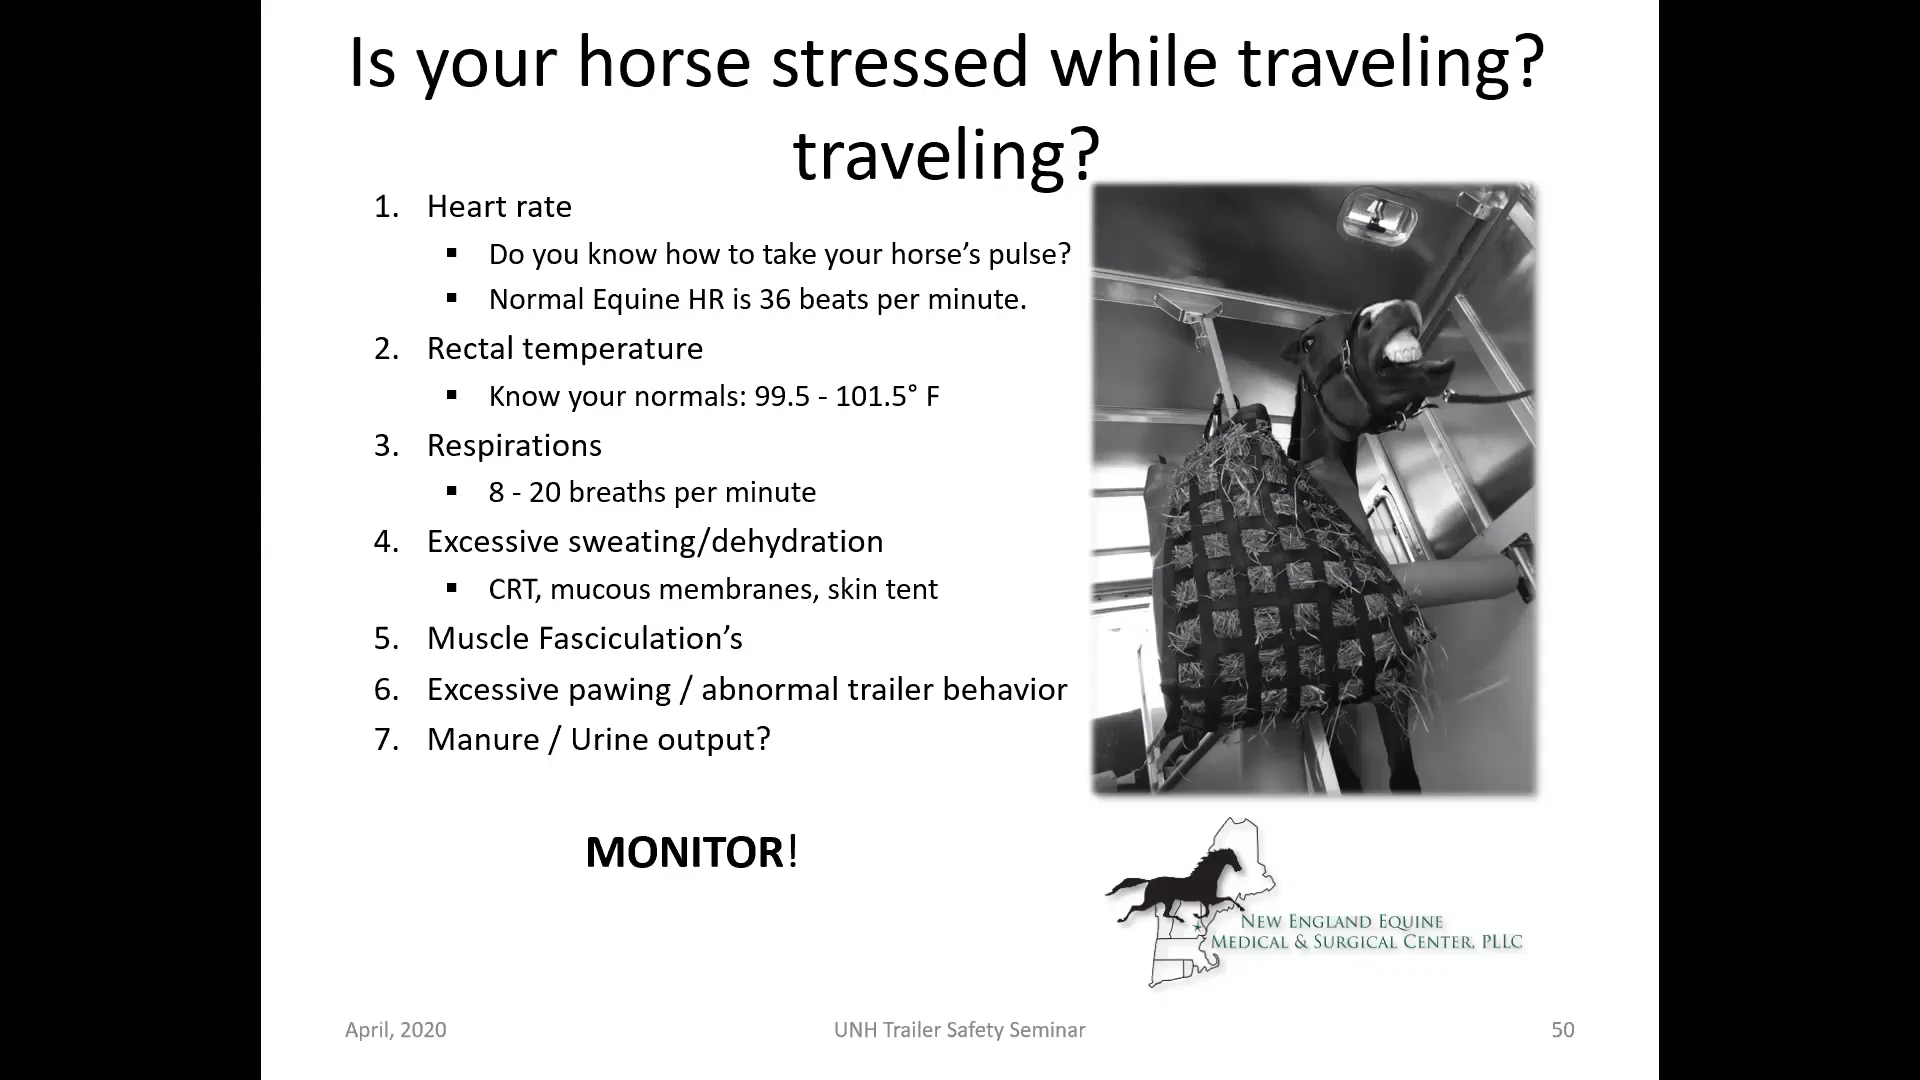 Is your horse stressed while traveling?
traveling?
1. Heart rate
▪ Do you know how to take your horse’s pulse?
▪ Normal Equine HR is 36 beats per minute.
2. Rectal temperature
▪ Know your normals: 99.5 - 101.5° F
3. Respirations
▪ 8 - 20 breaths per minute
4. Excessive sweating/dehydration
▪ CRT, mucous membranes, skin tent
5. Muscle Fasciculation’s
6. Excessive pawing / abnormal trailer behavior
7. Manure / Urine output?
MONITOR!
New England Equine
Medical & Surgical Center, PLLC
April, 2020
UNH Trailer Safety Seminar
50